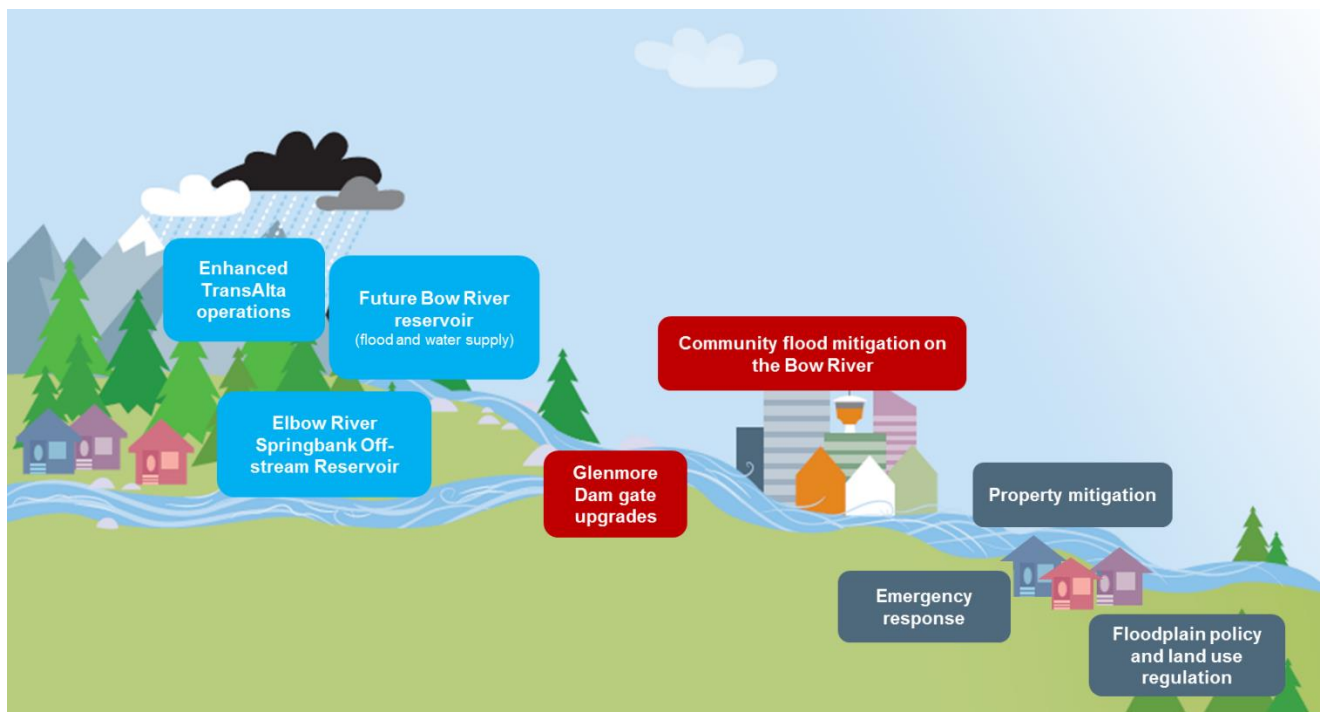 Enhanced
TransAlta
operations
Future Bow River
reservoir
(flood and water supply)
Elbow River
Springbank Off-
stream Reservoir
Community flood mitigation on
the Bow River
Glenmore
Dam gate
upgrades
Property mitigation
Emergency
response
Floodplain policy
and land use
regulation